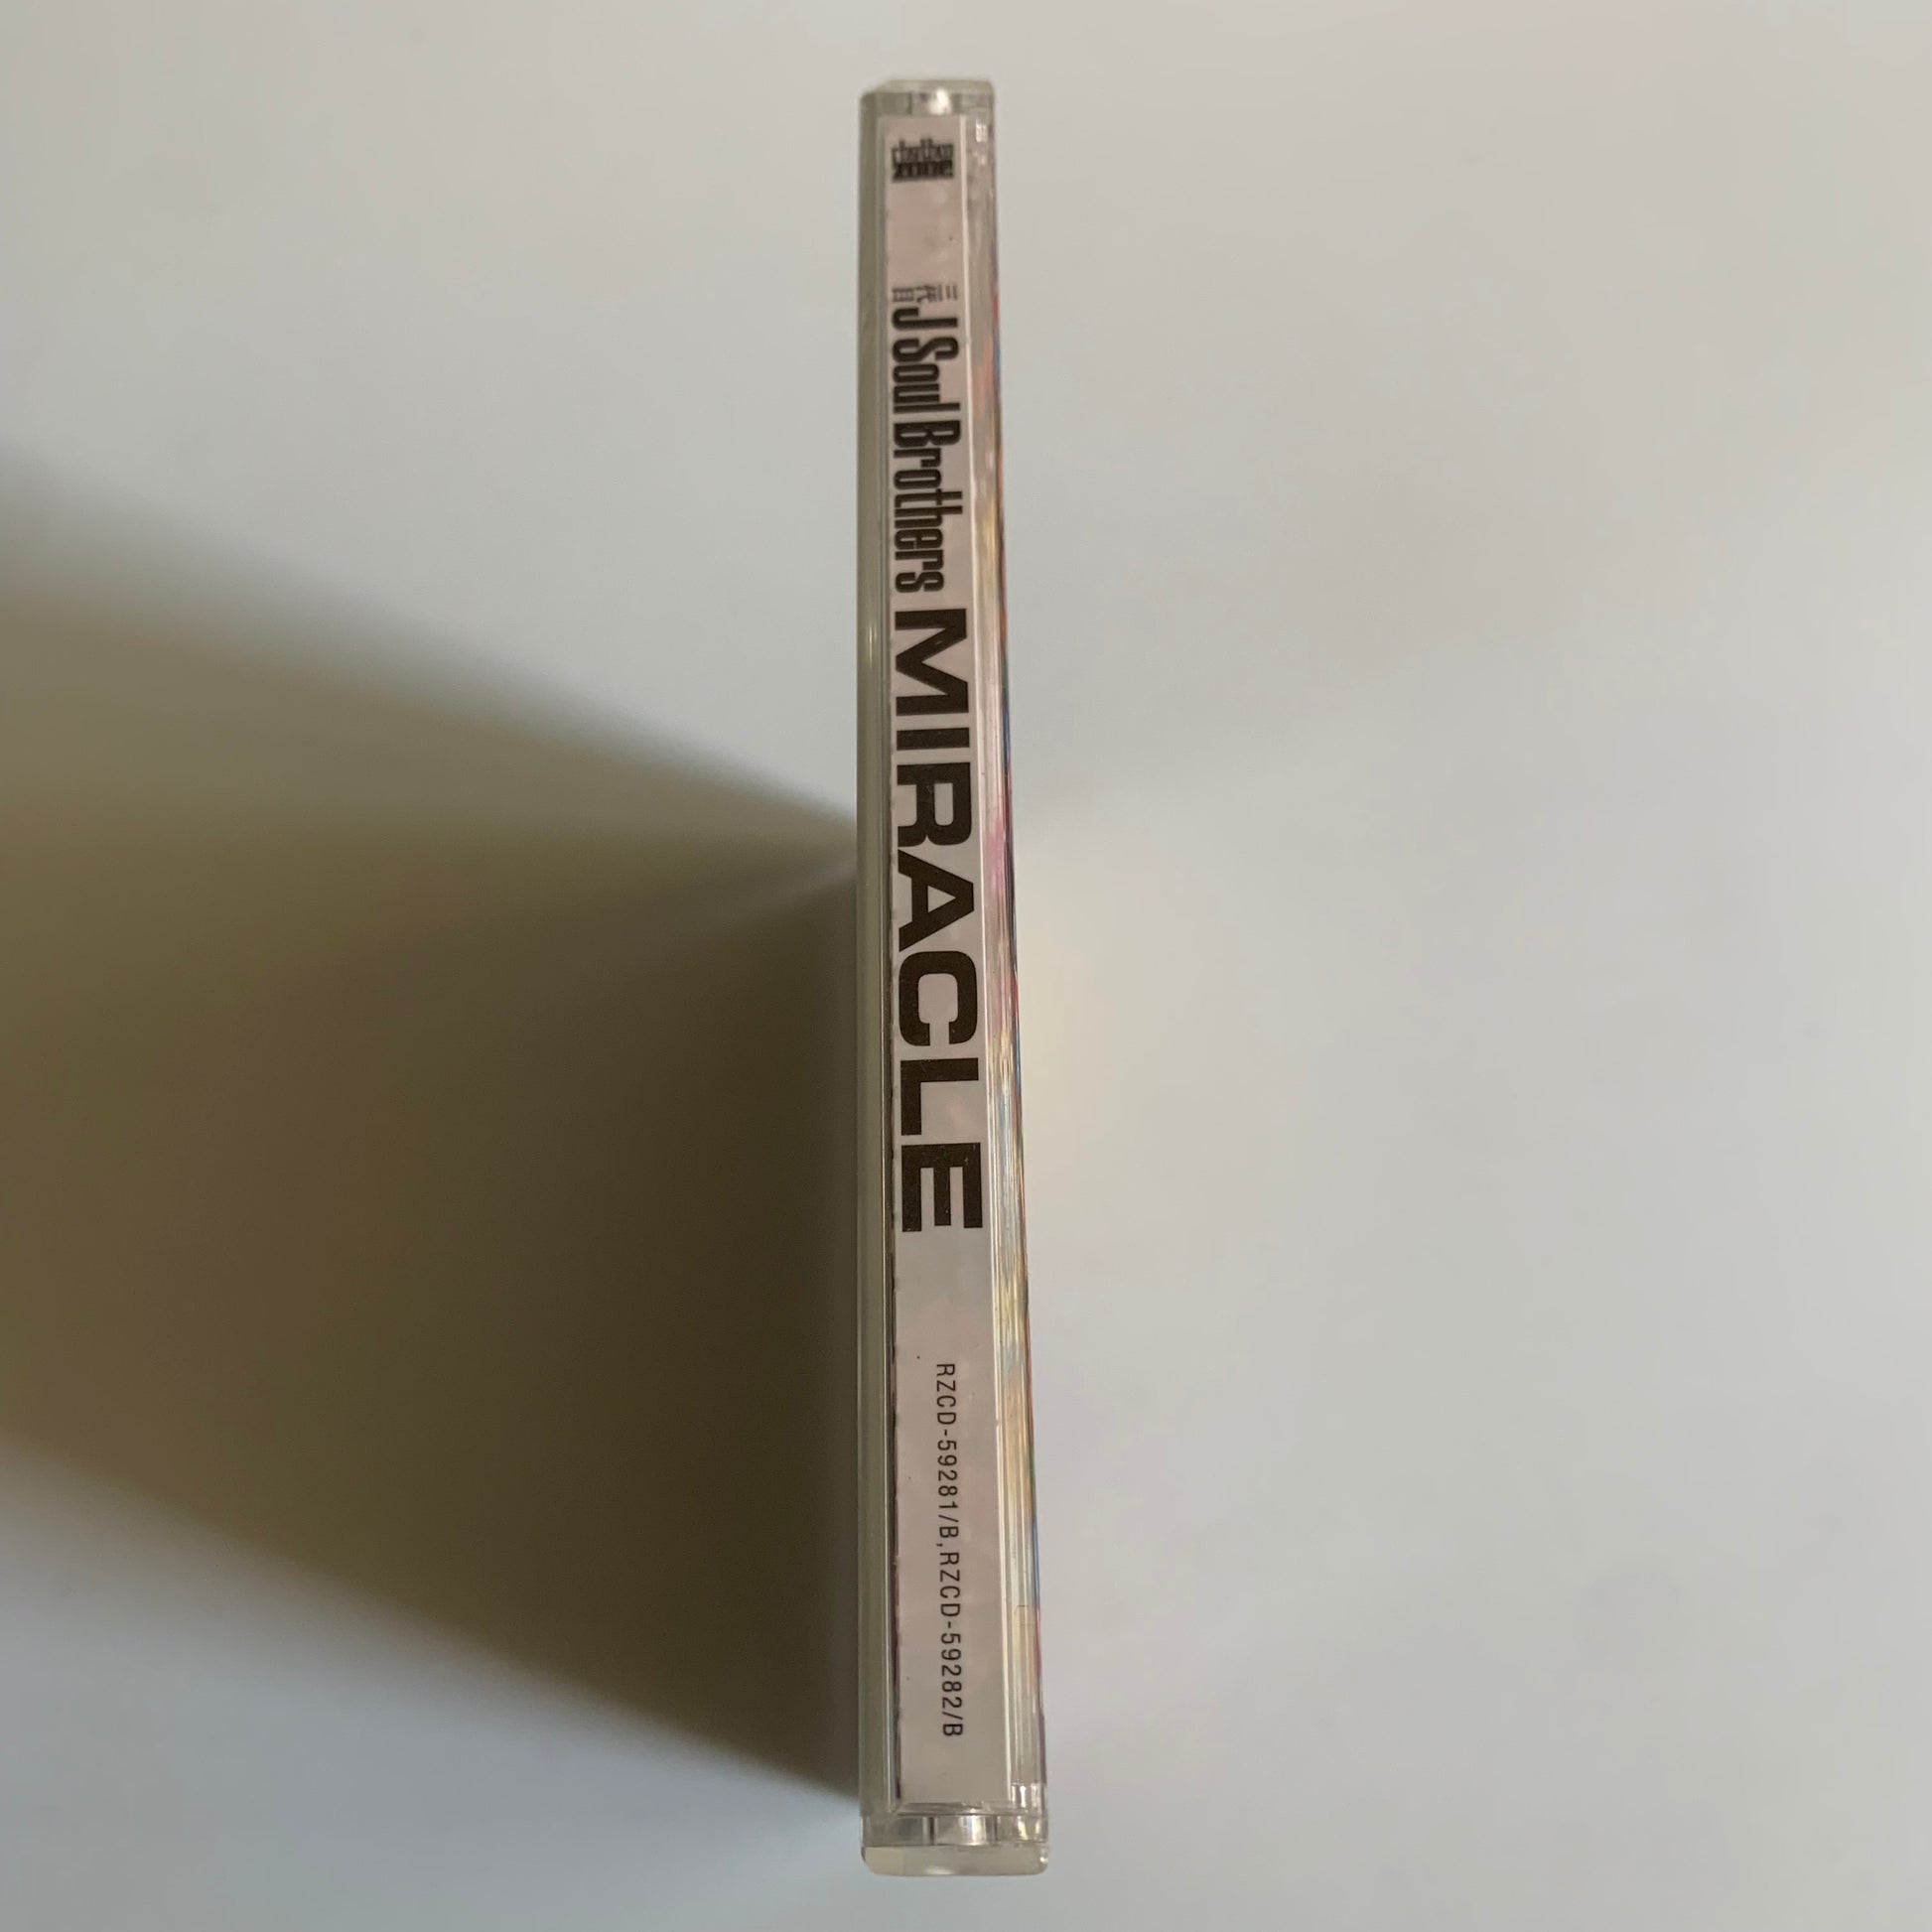 rhythm
zone
三代目
J Soul Brothers
MIRACLE
RZCD-59281/B,RZCD-59282/B